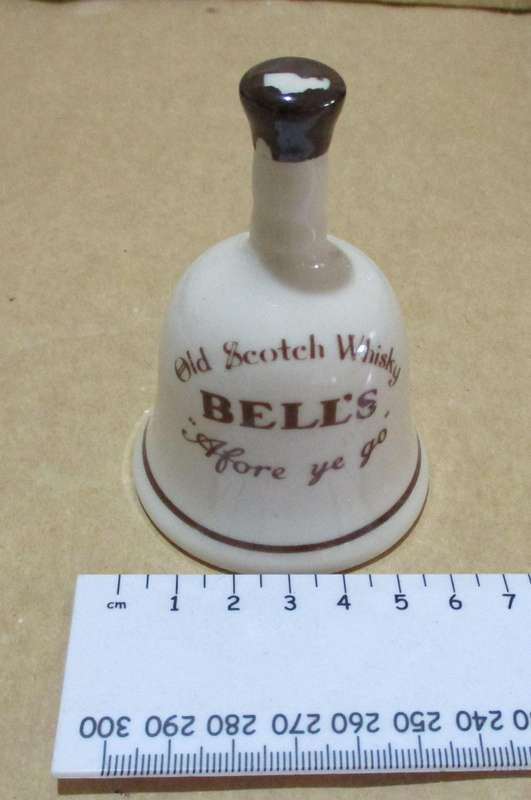 Old Scotch Whisky
BELL'S
"Afore ye go"
cm 1 2 3 4 5 6 7
300 290 280 270 260 250 240